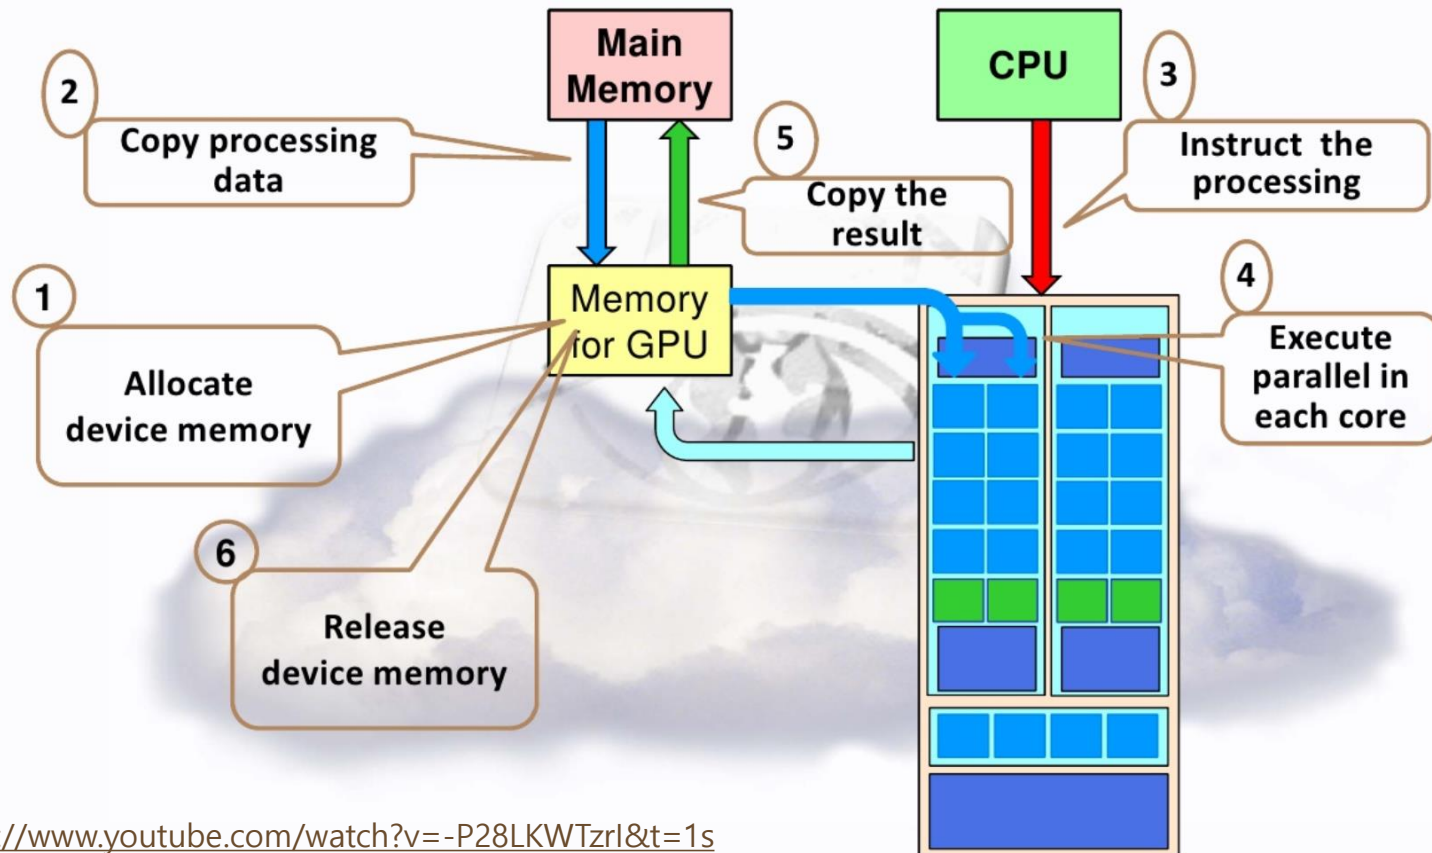 Main
Memory
CPU
2
Copy processing
data
5
Copy the
result
3
Instruct the
processing
1
Allocate
device memory
Memory
for GPU
4
Execute
parallel in
each core
6
Release
device memory
://www.youtube.com/watch?v=-P28LKWTzrI&t=1s